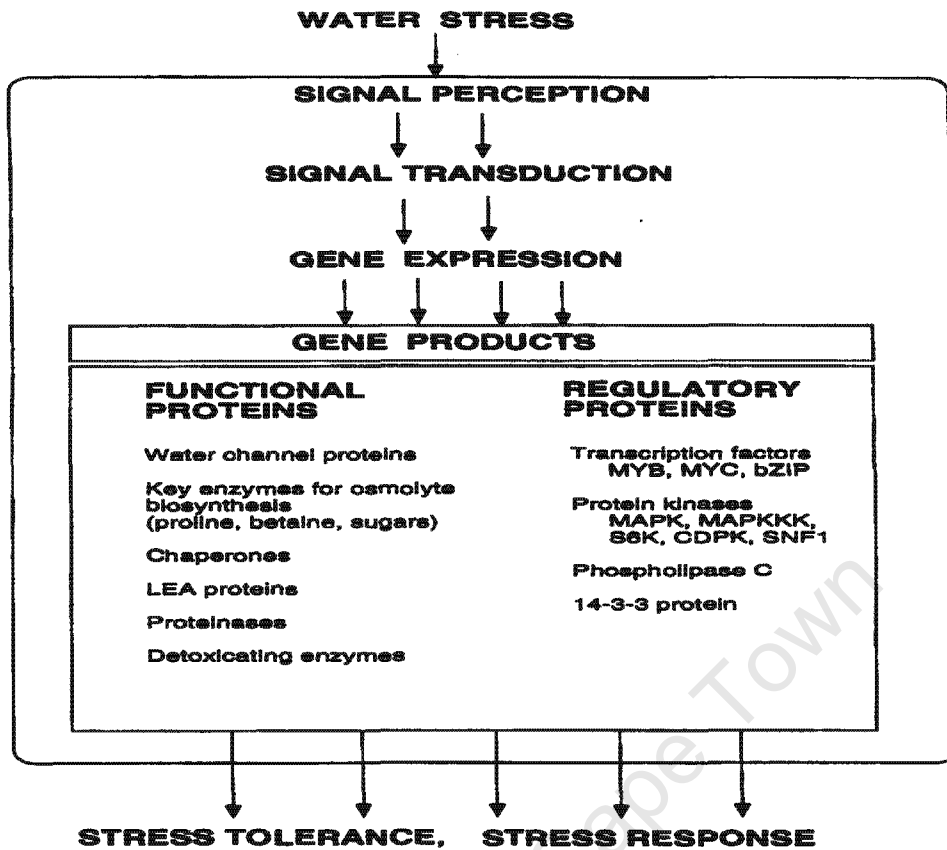 WATER STRESS
SIGNAL PERCEPTION
SIGNAL TRANSDUCTION
GENE EXPRESSION
GENE PRODUCTS
FUNCTIONAL
PROTEINS
Water channel proteins
Key enzymes for osmolyte
biosynthesis
(proline, betaine, sugars)
Chaperones
LEA proteins
Proteinases
Detoxicating enzymes
REGULATORY
PROTEINS
Transcription factors
MYB, MYC, bZIP
Protein kinases
MAPK, MAPKKK,
S6K, CDPK, SNF1
Phospholipase C
14-3-3 protein
STRESS TOLERANCE, STRESS RESPONSE
ape Town